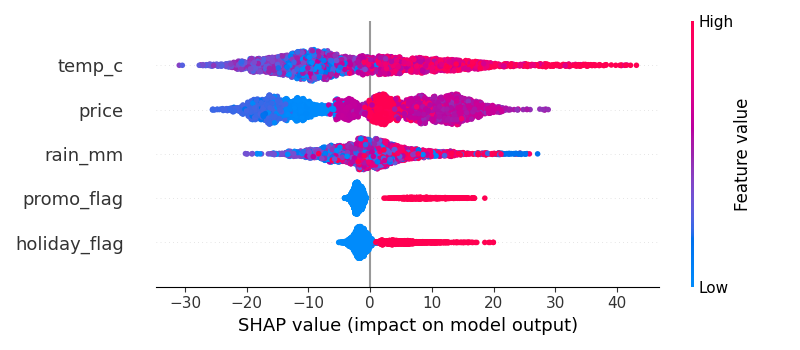 High
temp_c
price
rain_mm
promo_flag
holiday_flag
Feature value
Low
−30 −20 −10 0 10 20 30 40
SHAP value (impact on model output)